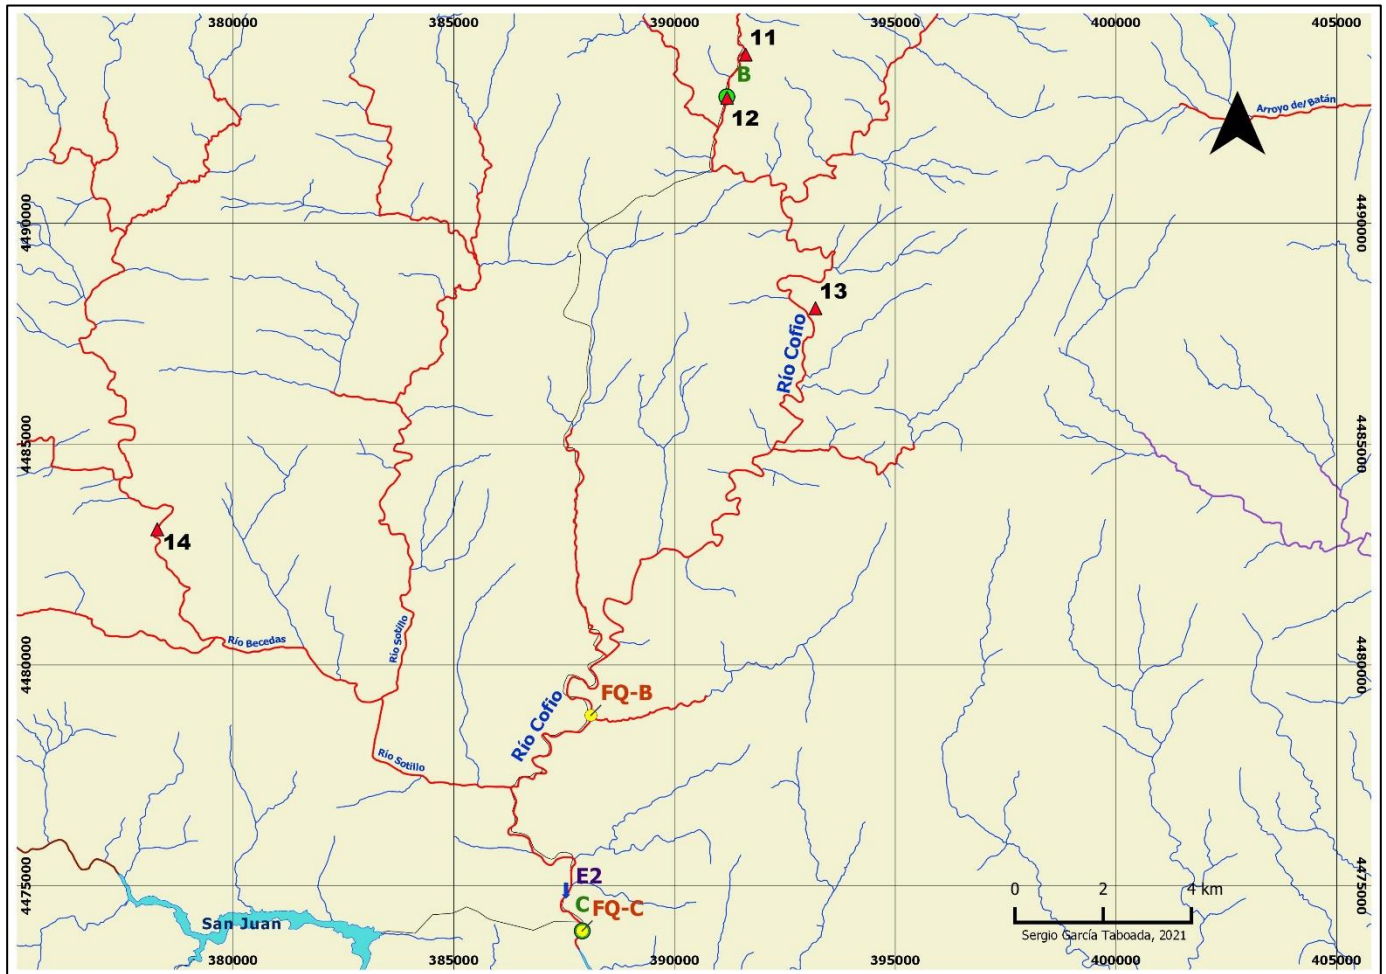 380000 385000 390000 395000 400000 405000
11
B
12
Arroyo del Batán
4490000 4490000
13
Río Cofio
4485000 4485000
14
Río Becedas
Río Sotillo
4480000 4480000
FQ-B
Río Cofio
Río Sotillo
E2
4475000 4475000
C FQ-C
San Juan
0 2 4 km
Sergio García Taboada, 2021
380000 385000 390000 395000 400000 405000